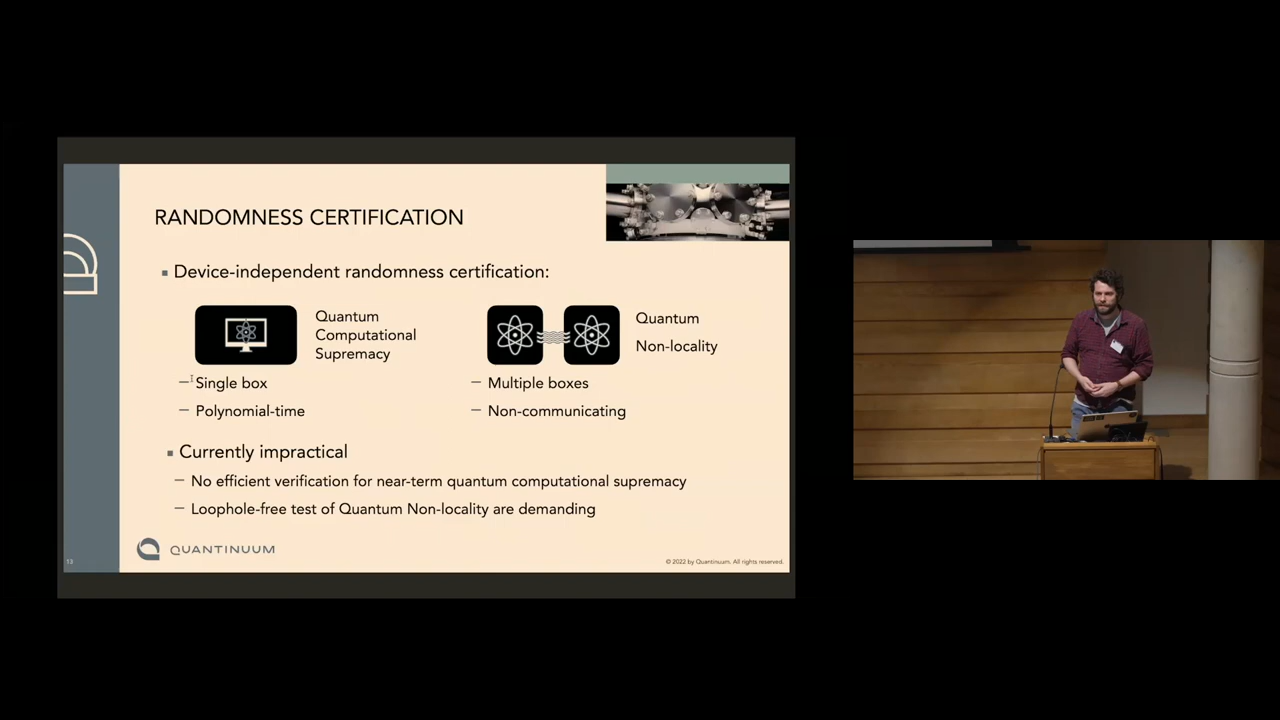 RANDOMNESS CERTIFICATION
Device-independent randomness certification:
Quantum
Computational
Supremacy
Single box
Polynomial-time
Quantum
Non-locality
Multiple boxes
Non-communicating
Currently impractical
No efficient verification for near-term quantum computational supremacy
Loophole-free test of Quantum Non-locality are demanding
QUANTINUUM
13
© 2022 by Quantinuum. All rights reserved.